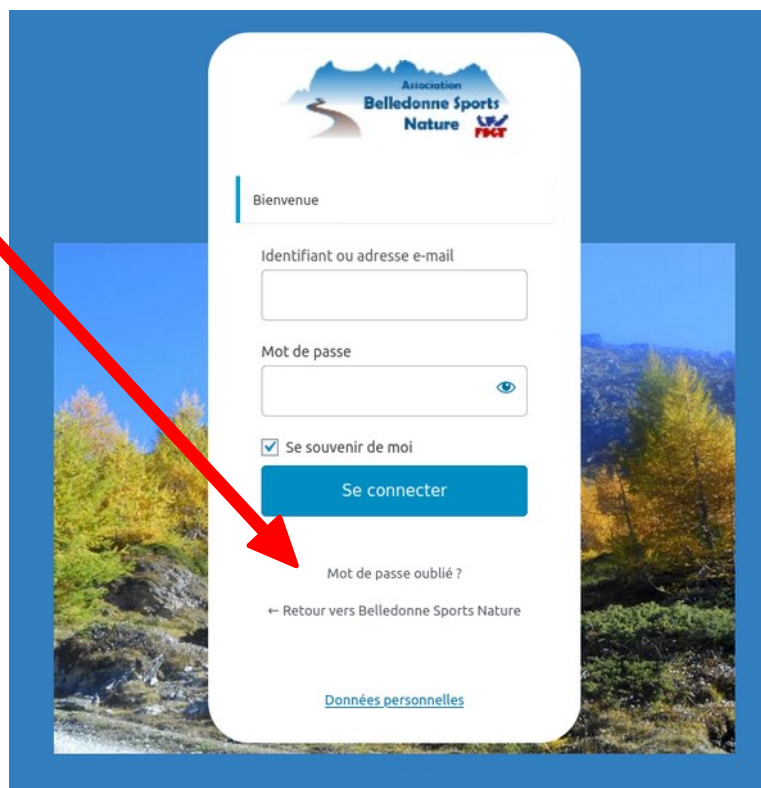 Association
Belledonne Sports
Nature
FSGT
Bienvenue
Identifiant ou adresse e-mail
Mot de passe
Se souvenir de moi
Se connecter
Mot de passe oublié ?
← Retour vers Belledonne Sports Nature
Données personnelles